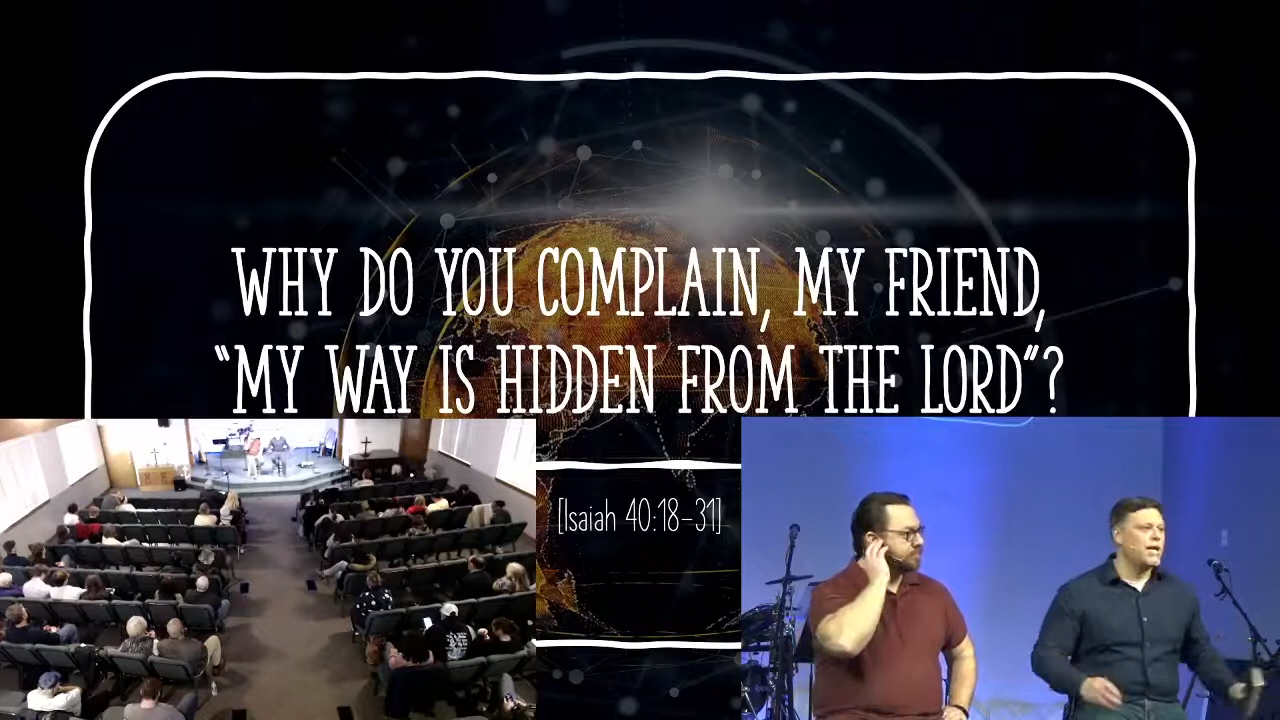 WHY DO YOU COMPLAIN, MY FRIEND,
"MY WAY IS HIDDEN FROM THE LORD"?
[Isaiah 40:18-31]